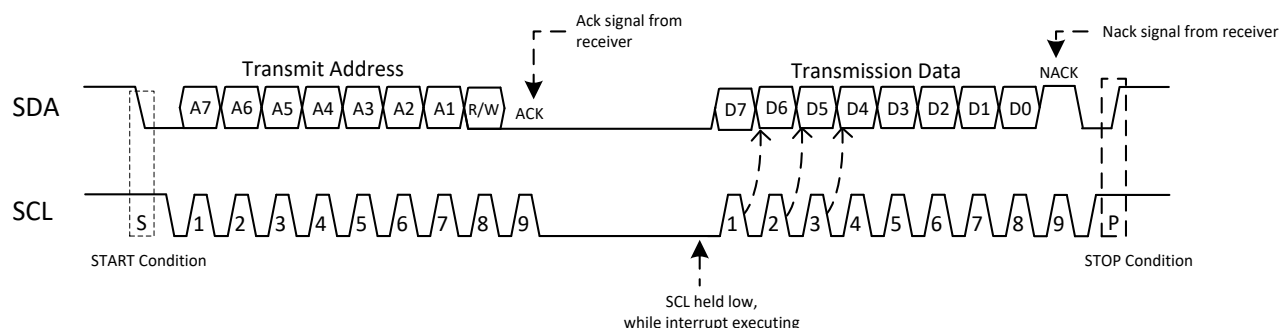 Ack signal from
receiver
Nack signal from receiver
Transmit Address
Transmission Data
NACK
SDA
A7 A6 A5 A4 A3 A2 A1 R/W ACK
D7 D6 D5 D4 D3 D2 D1 D0
SCL
S 1 2 3 4 5 6 7 8 9
1 2 3 4 5 6 7 8 9 P
START Condition
STOP Condition
SCL held low,
while interrupt executing